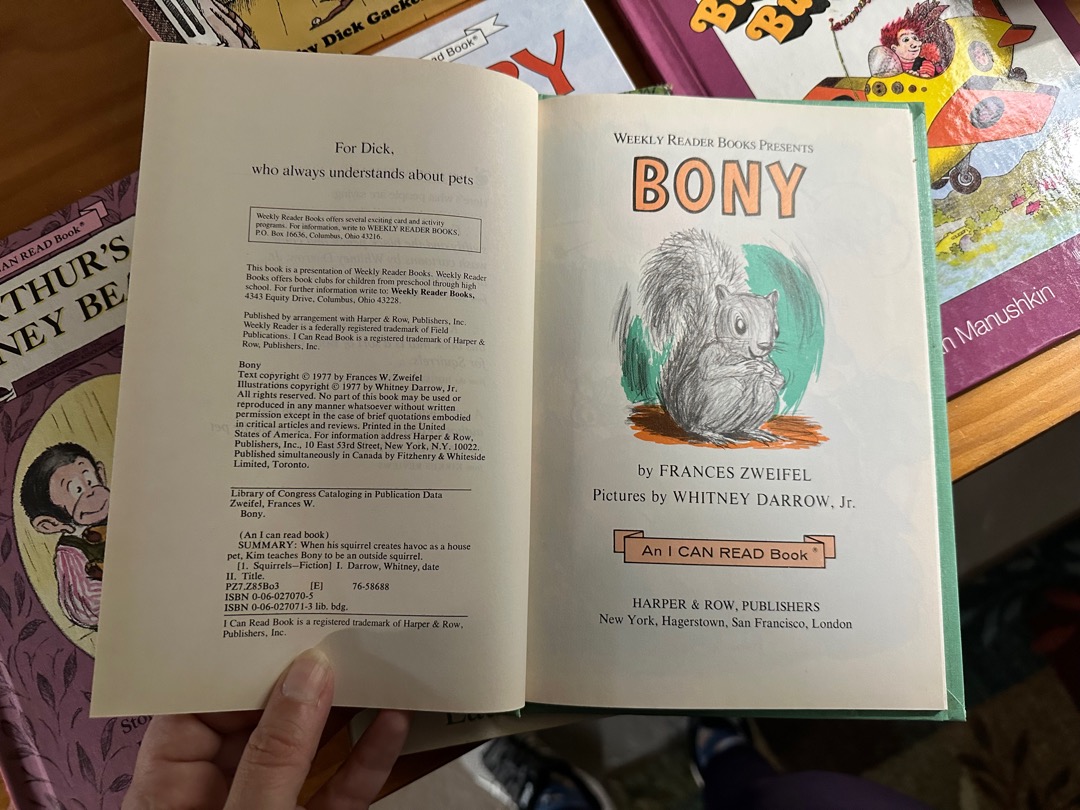 For Dick,
who always understands about pets
Weekly Reader Books offers several exciting card and activity
programs. For information, write to WEEKLY READER BOOKS,
P.O. Box 16636, Columbus, Ohio 43216.
This book is a presentation of Weekly Reader Books. Weekly Reader
Books offers book clubs for children from preschool through high
school. For further information write to: Weekly Reader Books,
4343 Equity Drive, Columbus, Ohio 43228.
Published by arrangement with Harper & Row, Publishers, Inc.
Weekly Reader is a federally registered trademark of Field
Publications. I Can Read Book is a registered trademark of Harper &
Row, Publishers, Inc.
Bony
Text copyright © 1977 by Frances W. Zweifel
Illustrations copyright © 1977 by Whitney Darrow, Jr.
All rights reserved. No part of this book may be used or
reproduced in any manner whatsoever without written
permission except in the case of brief quotations embodied
in critical articles and reviews. Printed in the United
States of America. For information address Harper & Row,
Publishers, Inc., 10 East 53rd Street, New York, N.Y. 10022.
Published simultaneously in Canada by Fitzhenry & Whiteside
Limited, Toronto.
Library of Congress Cataloging in Publication Data
Zweifel, Frances W.
Bony.
(An I can read book)
SUMMARY: When his squirrel creates havoc as a house
pet, Kim teaches Bony to be an outside squirrel.
[1. Squirrels—Fiction] I. Darrow, Whitney, date
II. Title.
PZ7.Z85Bo3 [E] 76-58688
ISBN 0-06-027070-5
ISBN 0-06-027071-3 lib. bdg.
I Can Read Book is a registered trademark of Harper & Row,
Publishers, Inc.
WEEKLY READER BOOKS PRESENTS
BONY
by FRANCES ZWEIFEL
Pictures by WHITNEY DARROW, Jr.
An I CAN READ Book®
HARPER & ROW, PUBLISHERS
New York, Hagerstown, San Francisco, London
by Dick Gacke
ad Book®
PY
Manushkin
AN READ Book®
THUR'S
NEY BE